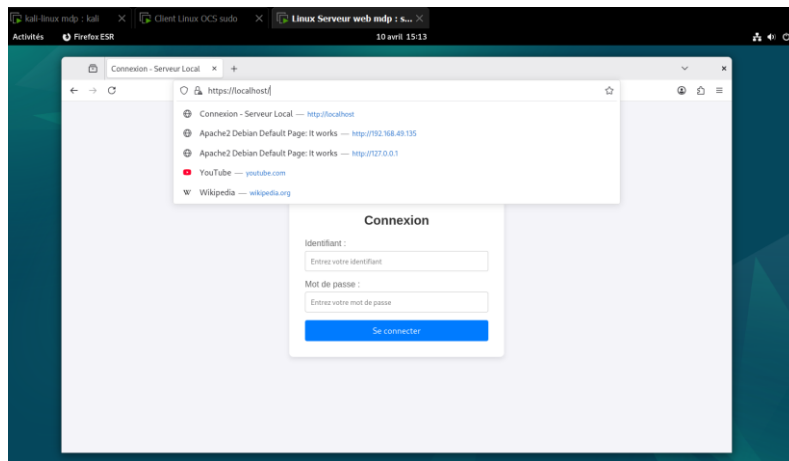 kali-linux mdp : kali
Client Linux OCS sudo
Linux Serveur web mdp : s...
Activités Firefox ESR 10 avril 15:13
Connexion - Serveur Local
https://localhost/
Connexion - Serveur Local — http://localhost
Apache2 Debian Default Page: It works — http://192.168.49.135
Apache2 Debian Default Page: It works — http://127.0.0.1
YouTube — youtube.com
Wikipedia — wikipedia.org
Connexion
Identifiant :
Entrez votre identifiant
Mot de passe :
Entrez votre mot de passe
Se connecter